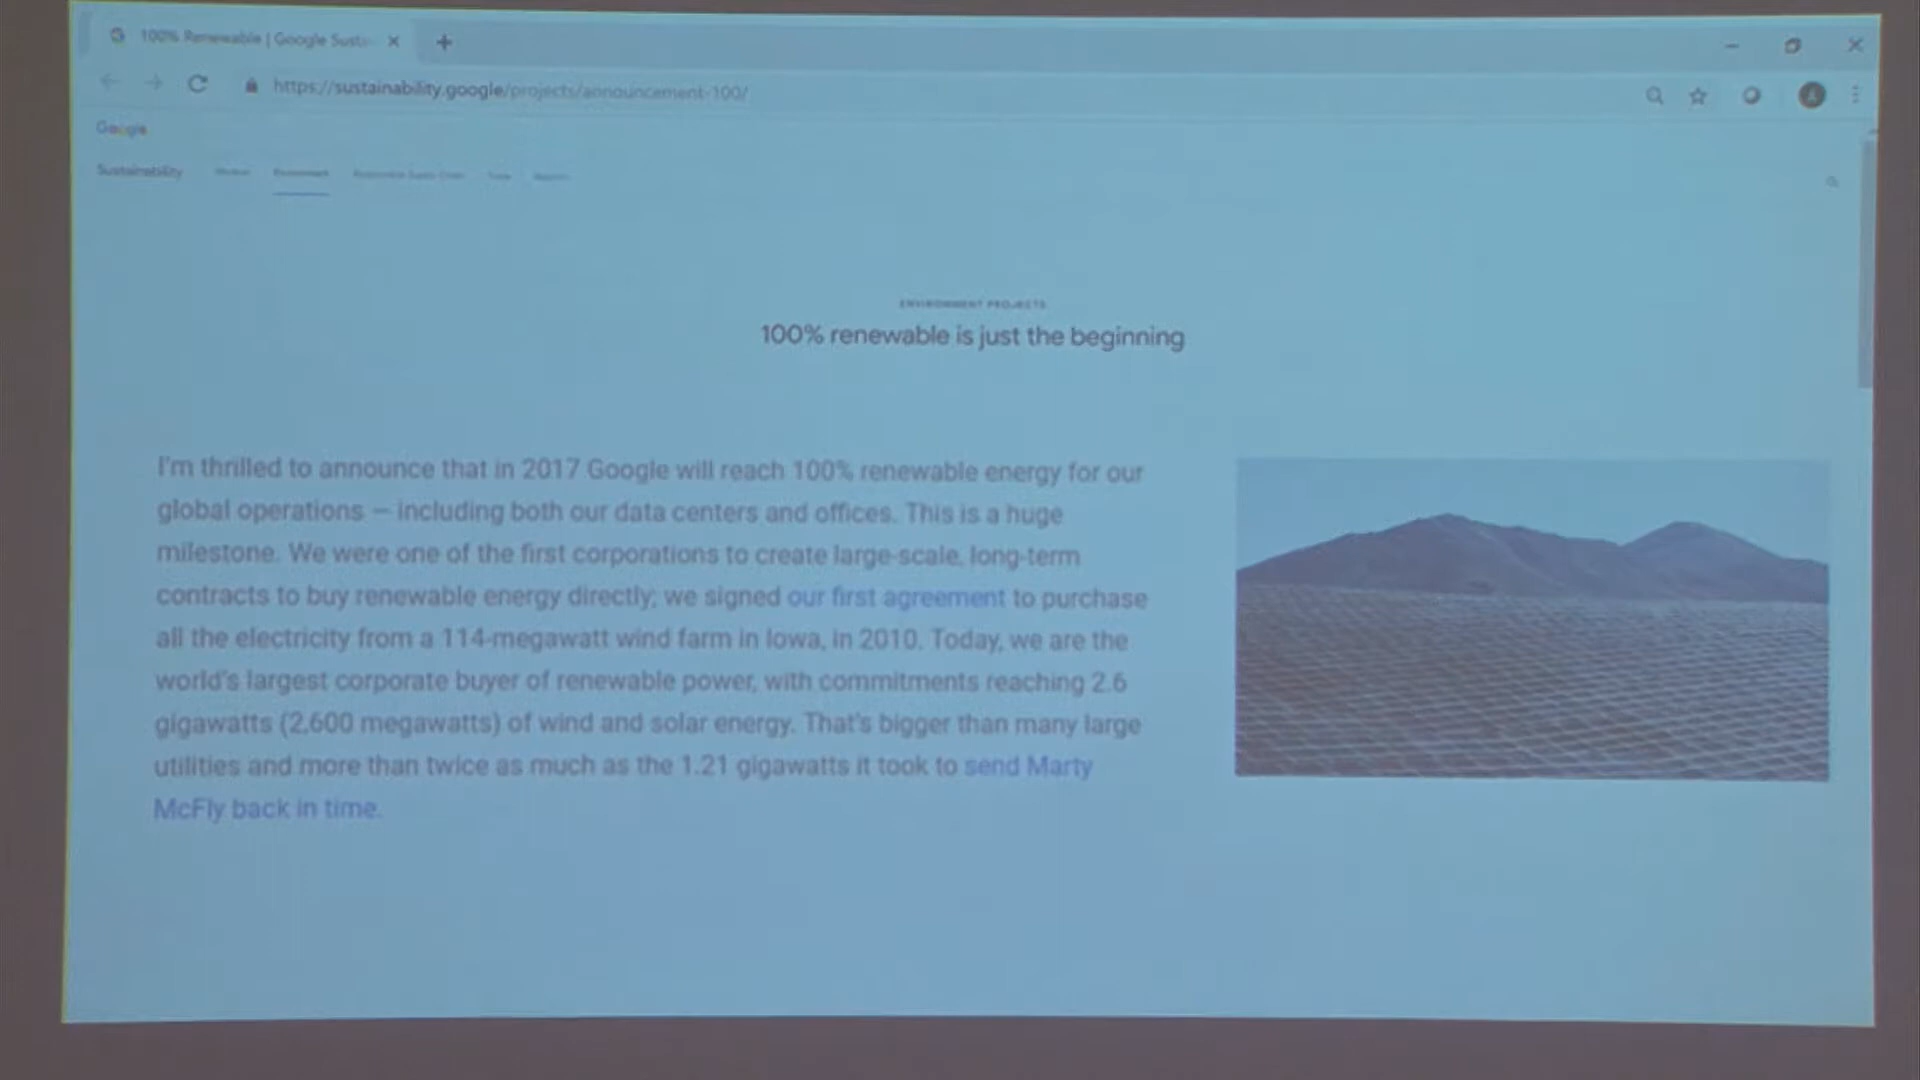 100% Renewable | Google Susta
https://sustainability.google/projects/announcement-100/
Google
Sustainability
ENVIRONMENT PROJECTS
100% renewable is just the beginning
I'm thrilled to announce that in 2017 Google will reach 100% renewable energy for our
global operations — including both our data centers and offices. This is a huge
milestone. We were one of the first corporations to create large-scale, long-term
contracts to buy renewable energy directly; we signed our first agreement to purchase
all the electricity from a 114-megawatt wind farm in Iowa, in 2010. Today, we are the
world's largest corporate buyer of renewable power, with commitments reaching 2.6
gigawatts (2,600 megawatts) of wind and solar energy. That's bigger than many large
utilities and more than twice as much as the 1.21 gigawatts it took to send Marty
McFly back in time.